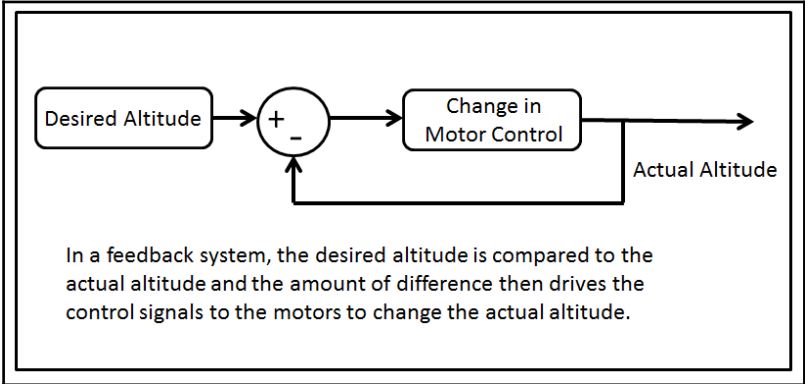 Desired Altitude
+
-
Change in
Motor Control
Actual Altitude
In a feedback system, the desired altitude is compared to the
actual altitude and the amount of difference then drives the
control signals to the motors to change the actual altitude.